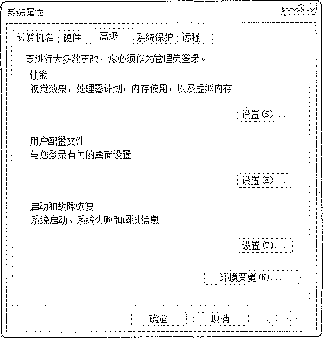 系统属性
计算机名 硬件 高级 系统保护 远程
要进行大多数更改，您必须作为管理员登录。
性能
视觉效果，处理器计划，内存使用，以及虚拟内存
设置(S)...
用户配置文件
与您登录有关的桌面设置
设置(E)...
启动和故障恢复
系统启动、系统失败和调试信息
设置(T)...
环境变量(N)...
确定 取消